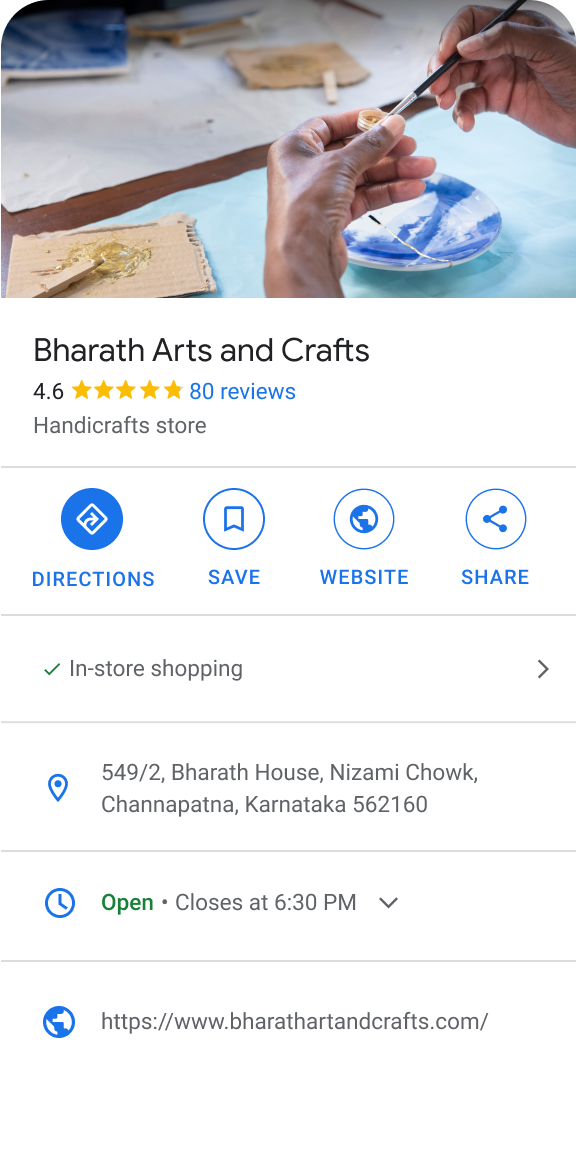 Bharath Arts and Crafts
4.6 80 reviews
Handicrafts store
DIRECTIONS SAVE WEBSITE SHARE
In-store shopping
549/2, Bharath House, Nizami Chowk,
Channapatna, Karnataka 562160
Open • Closes at 6:30 PM
https://www.bharathartandcrafts.com/